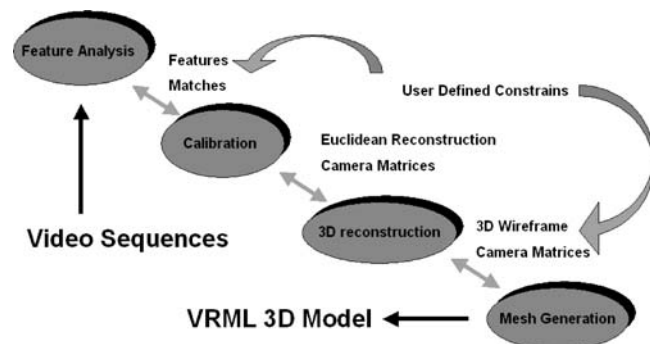 Feature Analysis
Features
Matches
User Defined Constrains
Calibration
Euclidean Reconstruction
Camera Matrices
Video Sequences
3D reconstruction
3D Wireframe
Camera Matrices
VRML 3D Model
Mesh Generation